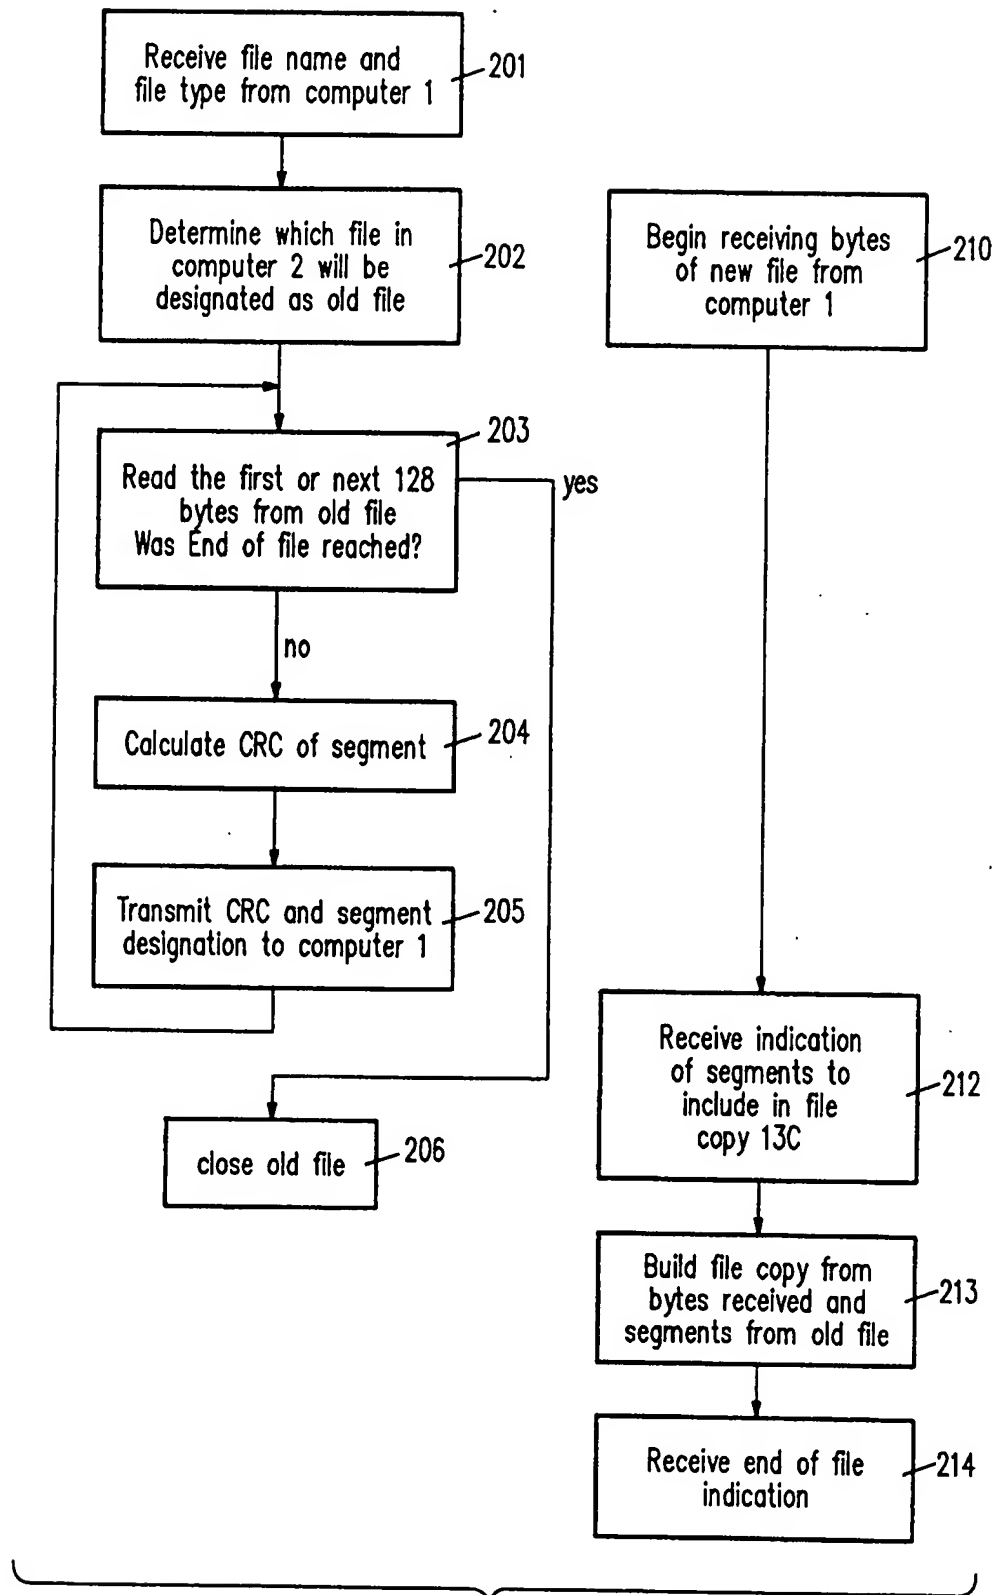 Receive file name and
file type from computer 1
201
Determine which file in
computer 2 will be
designated as old file
202
Read the first or next 128
bytes from old file
Was End of file reached?
203
yes
no
Calculate CRC of segment
204
Transmit CRC and segment
designation to computer 1
205
close old file
206
Begin receiving bytes
of new file from
computer 1
210
Receive indication
of segments to
include in file
copy 13C
212
Build file copy from
bytes received and
segments from old file
213
Receive end of file
indication
214